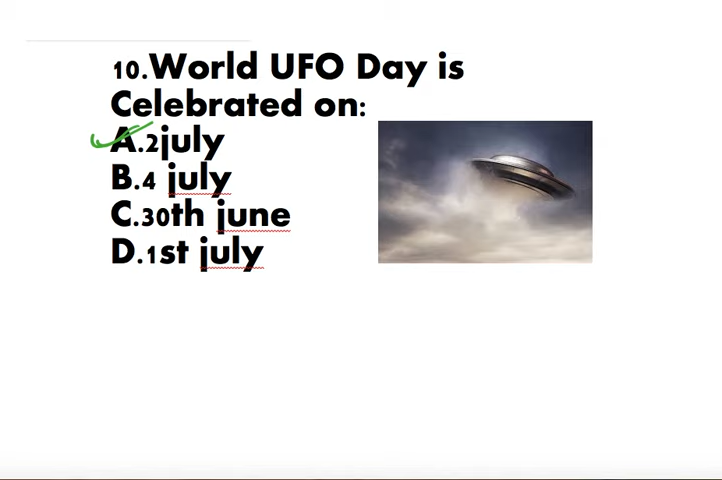 10.World UFO Day is
Celebrated on:
A.2july
B.4 july
C.30th june
D.1st july